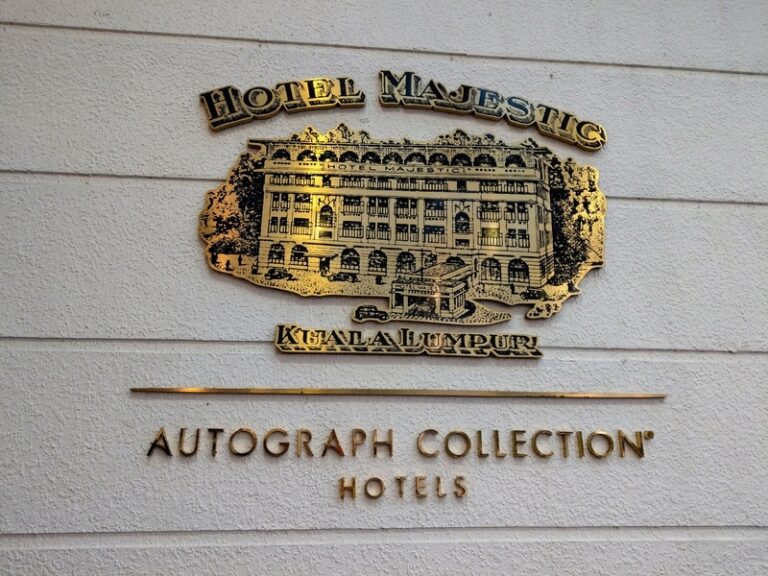 HOTEL MAJESTIC
HOTEL MAJESTIC
KUALA LUMPUR
AUTOGRAPH COLLECTION®
HOTELS